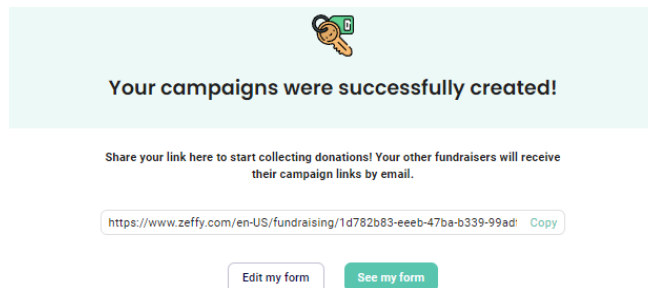 Your campaigns were successfully created!
Share your link here to start collecting donations! Your other fundraisers will receive
their campaign links by email.
https://www.zeffy.com/en-US/fundraising/1d782b83-eeeb-47ba-b339-99ad Copy
Edit my form See my form